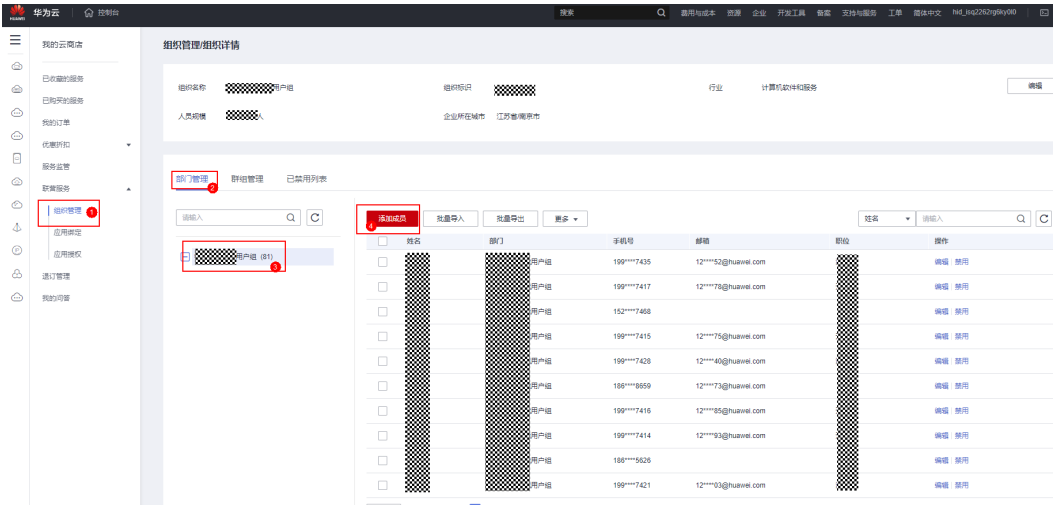 HUAWEI 华为云 控制台 搜索 费用与成本 资源 企业 开发工具 备案 支持与服务 工单 简体中文 hid_isq2262rg6ky0l0
我的云商店
已收藏的服务
已购买的服务
我的订单
优惠折扣
服务监管
联营服务
组织管理 1
应用绑定
应用授权
退订管理
我的问答
组织管理/组织详情
组织名称 用户组 组织标识 行业 计算机软件和服务 编辑
人员规模 人 企业所在城市 江苏省/南京市
部门管理 群组管理 已禁用列表
2
请输入
用户组 (81)
3
添加成员 批量导入 批量导出 更多 姓名 请输入
4
姓名 部门 手机号 邮箱 职位 操作
用户组 199****7435 12****52@huawei.com 编辑 禁用
用户组 199****7417 12****78@huawei.com 编辑 禁用
152****7468 编辑 禁用
用户组 199****7415 12****75@huawei.com 编辑 禁用
用户组 199****7428 12****40@huawei.com 编辑 禁用
用户组 186****8659 12****73@huawei.com 编辑 禁用
用户组 199****7416 12****85@huawei.com 编辑 禁用
用户组 199****7414 12****93@huawei.com 编辑 禁用
用户组 186****5626 编辑 禁用
用户组 199****7421 12****03@huawei.com 编辑 禁用